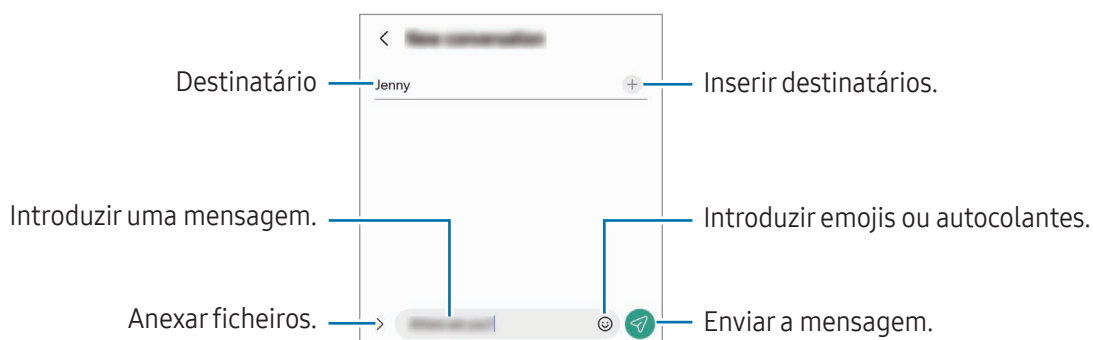 Destinatário
Jenny
Inserir destinatários.
Introduzir uma mensagem.
Introduzir emojis ou autocolantes.
Anexar ficheiros.
Enviar a mensagem.